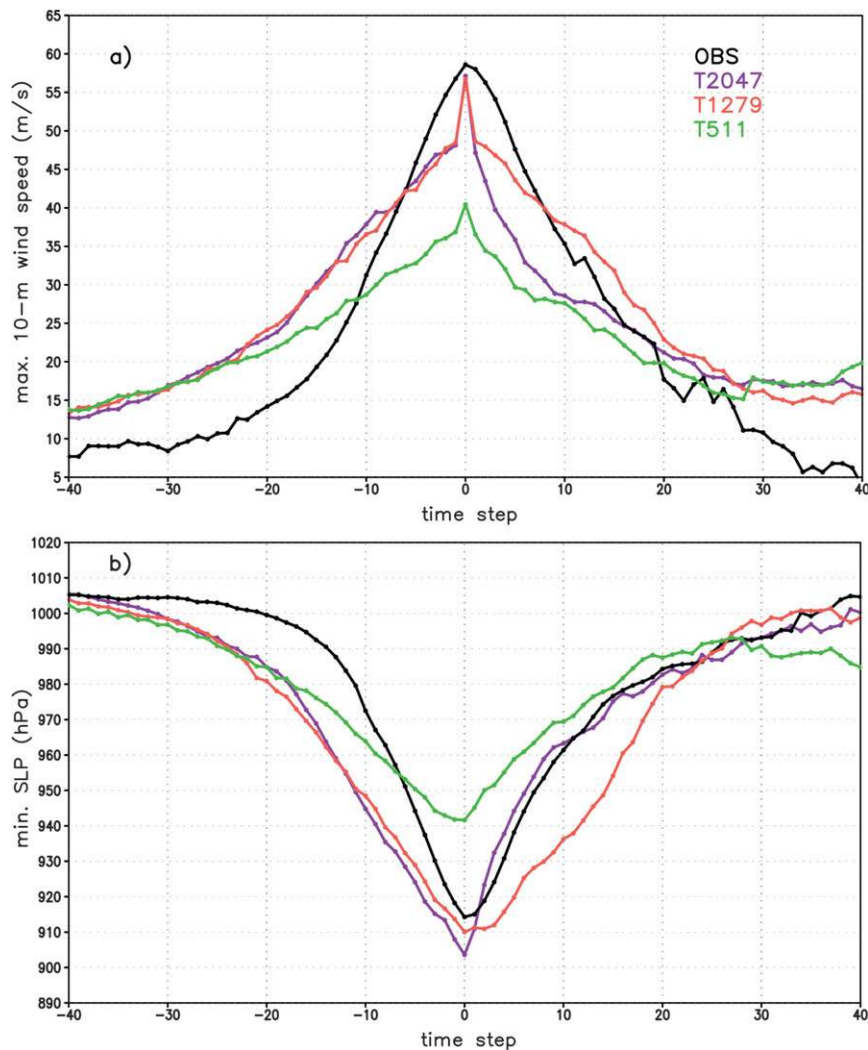 a)
OBS
T2047
T1279
T511
max. 10-m wind speed (m/s)
65
60
55
50
45
40
35
30
25
20
15
10
5
-40 -30 -20 -10 0 10 20 30 40
time step
b)
min. SLP (hPa)
1020
1010
1000
990
980
970
960
950
940
930
920
910
900
890
-40 -30 -20 -10 0 10 20 30 40
time step